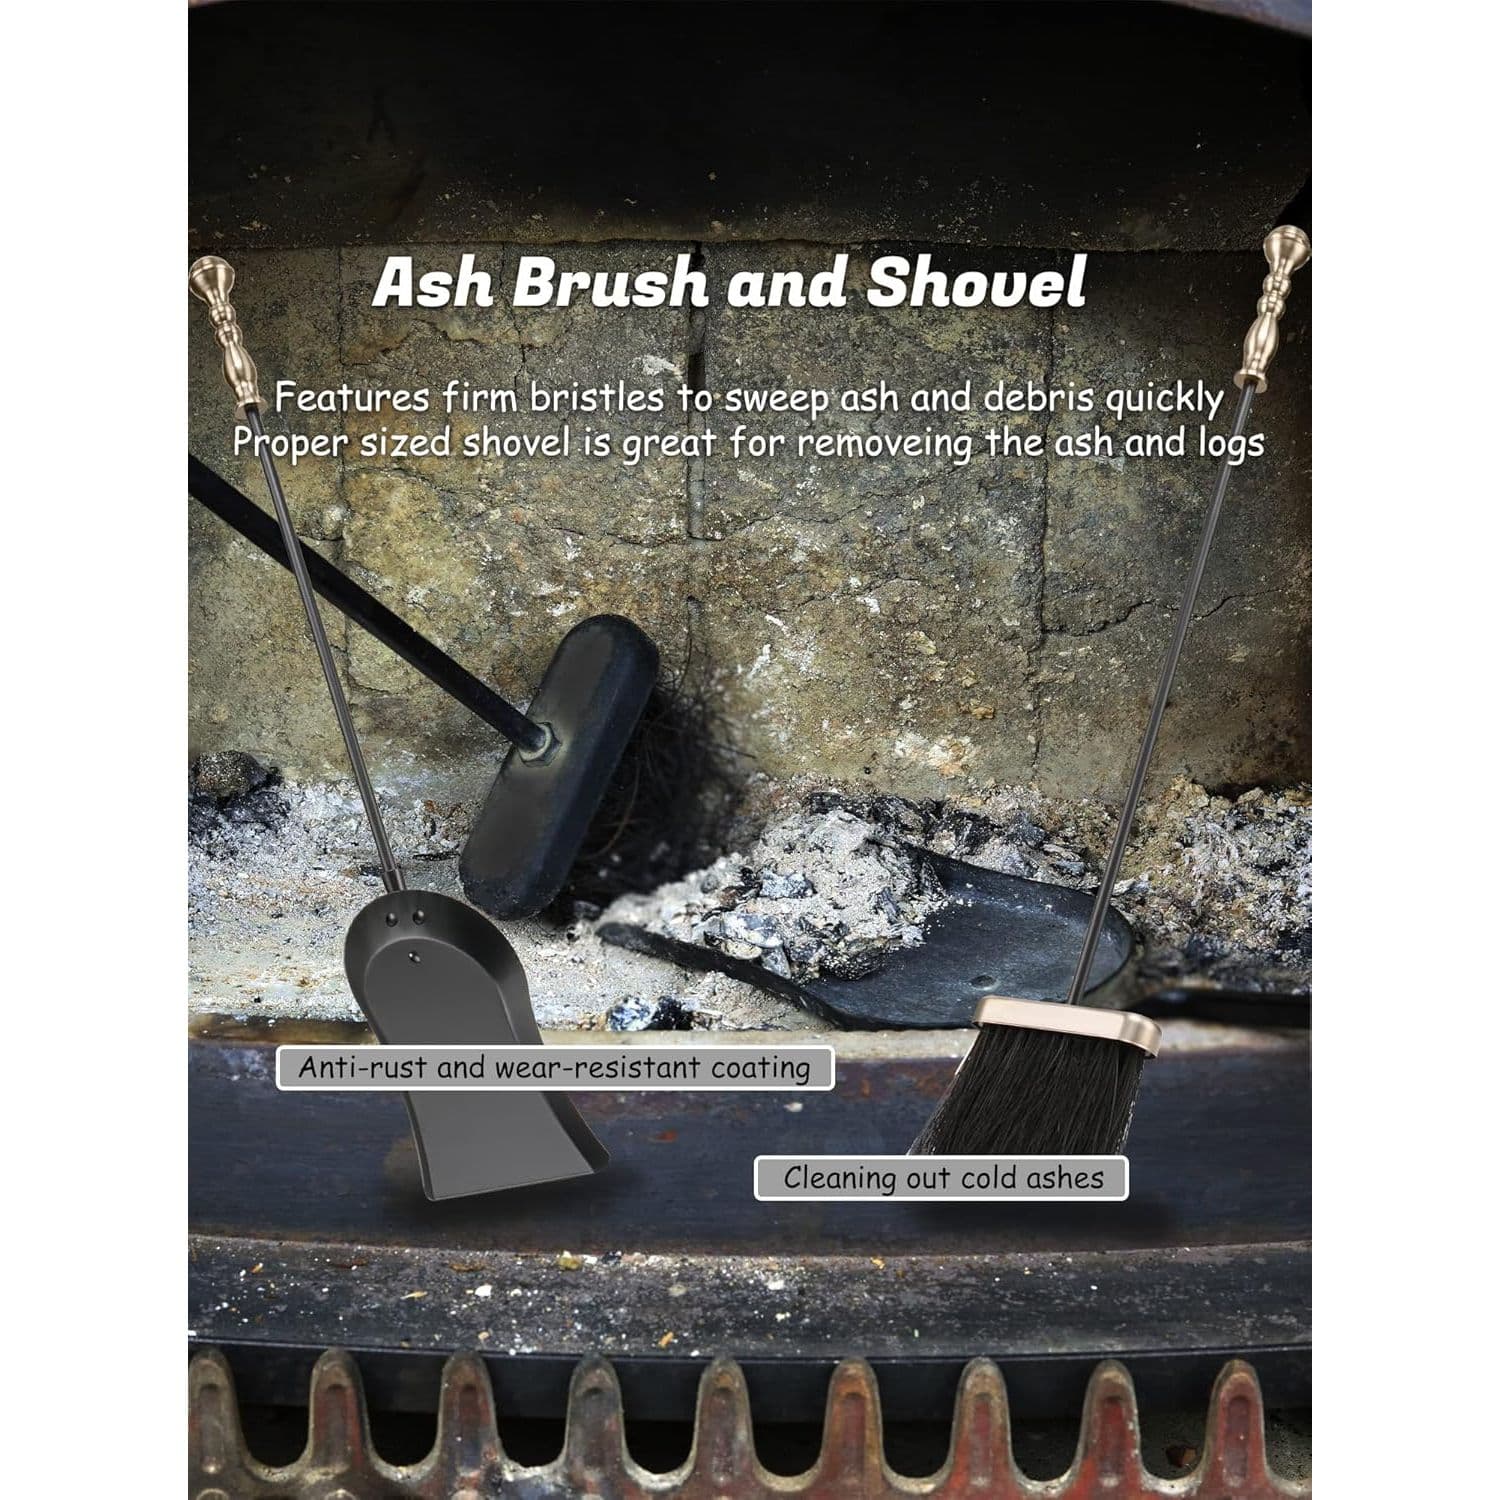 Ash Brush and Shovel
Features firm bristles to sweep ash and debris quickly
Proper sized shovel is great for removeing the ash and logs
Anti-rust and wear-resistant coating
Cleaning out cold ashes